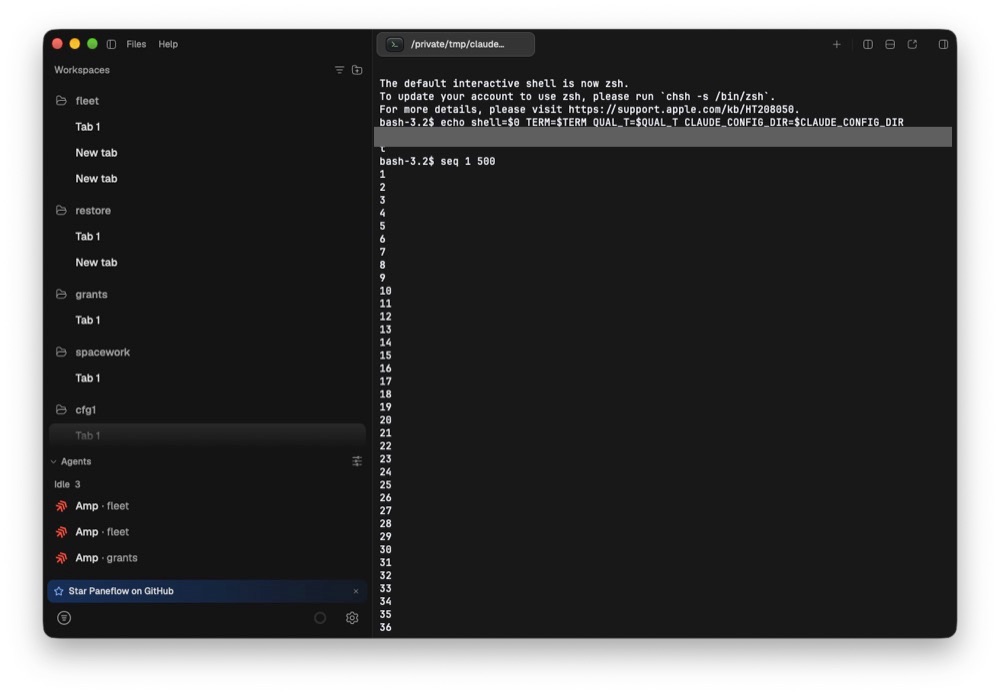 Files Help
/private/tmp/claude...
Workspaces
fleet
Tab 1
New tab
New tab
restore
Tab 1
New tab
grants
Tab 1
spacework
Tab 1
cfg1
Tab 1
Agents
Idle 3
Amp · fleet
Amp · fleet
Amp · grants
Star Paneflow on GitHub
The default interactive shell is now zsh.
To update your account to use zsh, please run `chsh -s /bin/zsh`.
For more details, please visit https://support.apple.com/kb/HT208050.
bash-3.2$ echo shell=$0 TERM=$TERM QUAL_T=$QUAL_T CLAUDE_CONFIG_DIR=$CLAUDE_CONFIG_DIR
bash-3.2$ seq 1 500
1
2
3
4
5
6
7
8
9
10
11
12
13
14
15
16
17
18
19
20
21
22
23
24
25
26
27
28
29
30
31
32
33
34
35
36